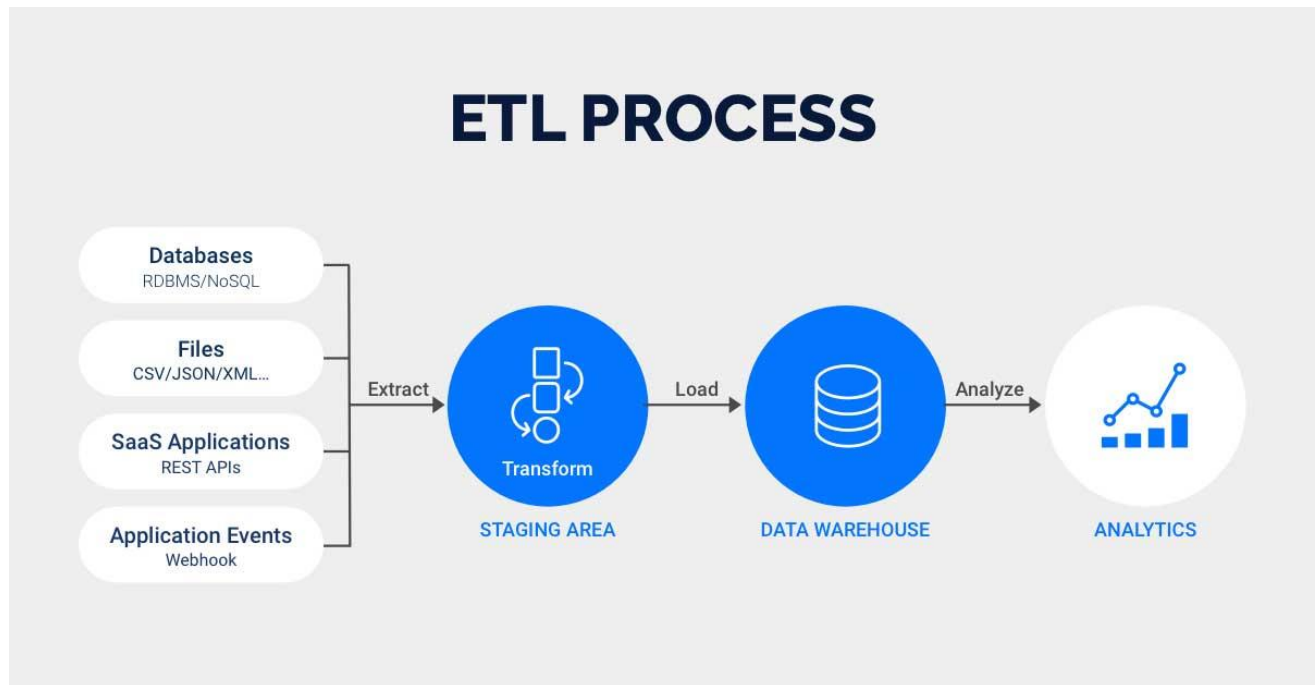 ETL PROCESS
Databases
RDBMS/NoSQL
Files
CSV/JSON/XML...
SaaS Applications
REST APIs
Application Events
Webhook
Extract
Transform
STAGING AREA
Load
DATA WAREHOUSE
Analyze
ANALYTICS